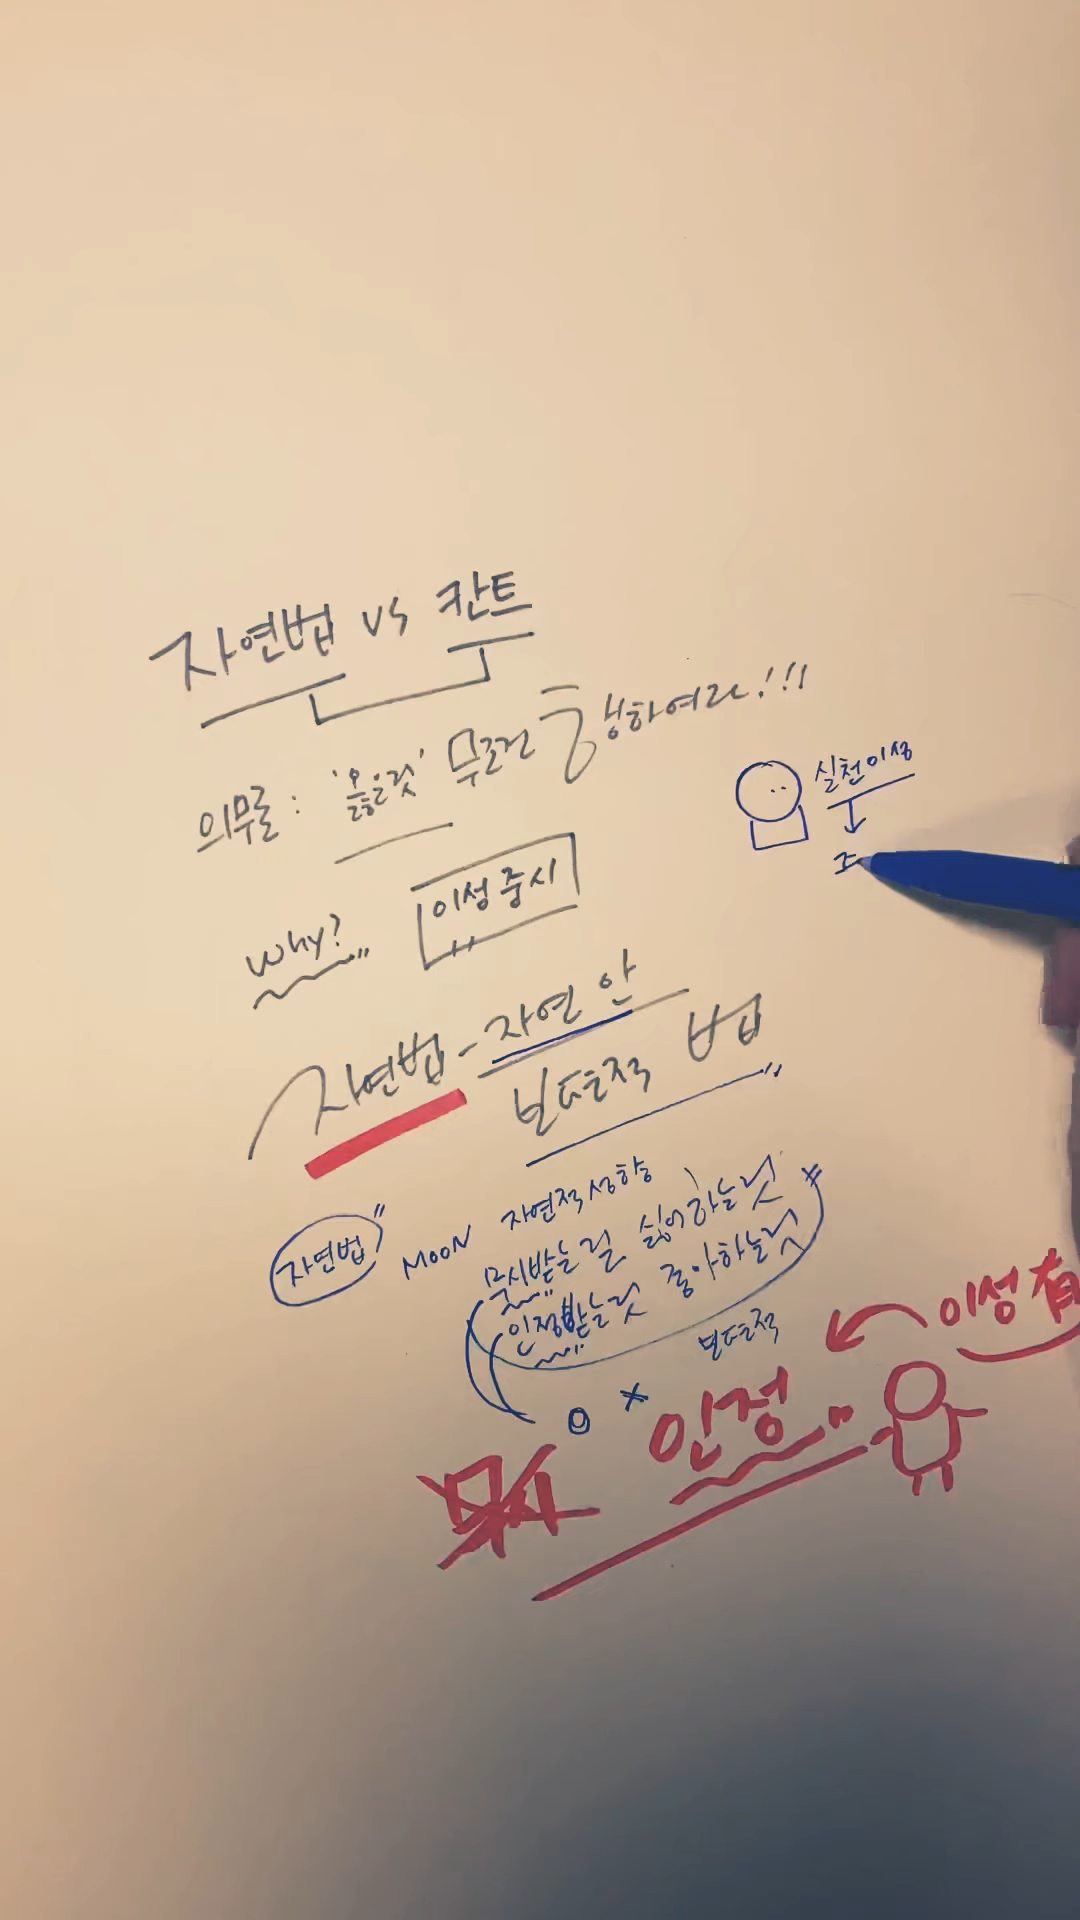 자연법 vs 칸트
의무론 : '옳은것' 무조건 행하여라!!!
실천이성
why? 이성 중시
자연법 - 자연 안
보편적 법
자연법 MOON 자연적 성향
무시받는걸 싫어하는것
인정받는것 좋아하는것
보편적
이성 有
O X
무시 인정